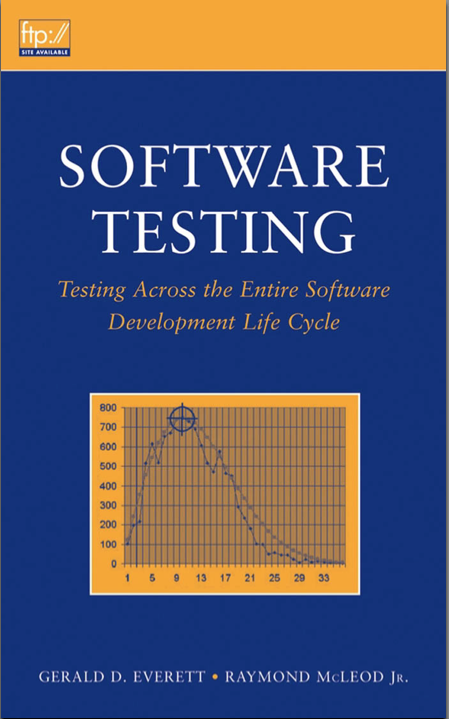 ftp://
SITE AVAILABLE
SOFTWARE
TESTING
Testing Across the Entire Software
Development Life Cycle
800
700
600
500
400
300
200
100
0
1 5 9 13 17 21 25 29 33
GERALD D. EVERETT • RAYMOND MCLEOD JR.